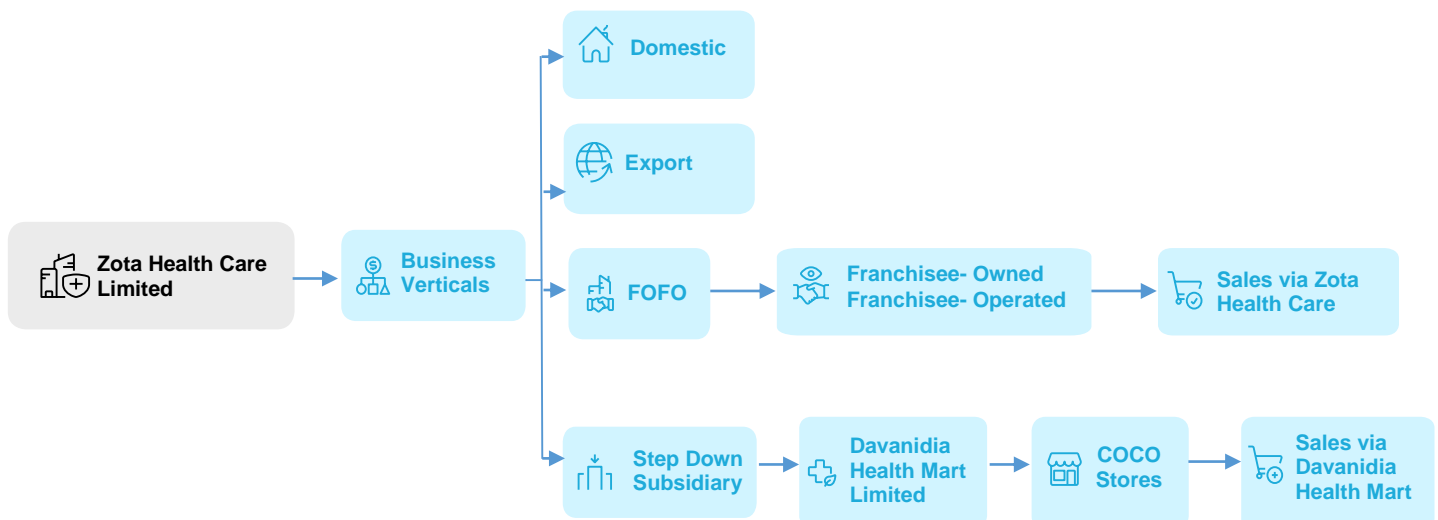 Domestic
Export
Zota Health Care
Limited
Business
Verticals
FOFO
Franchisee- Owned
Franchisee- Operated
Sales via Zota
Health Care
Step Down
Subsidiary
Davanidia
Health Mart
Limited
COCO
Stores
Sales via
Davanidia
Health Mart